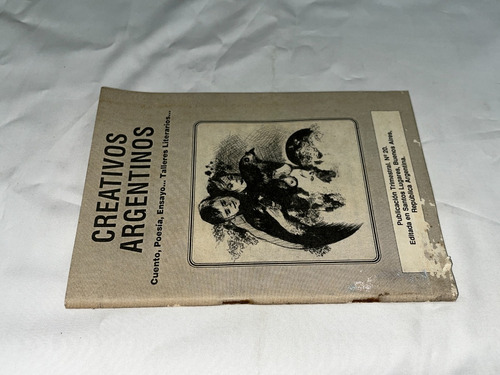 CREATIVOS
ARGENTINOS
Cuento, Poesía, Ensayo... Talleres Literarios...
Publicación Trimestral. Nº 20.
Editada en Santos Lugares, Buenos Aires.
República Argentina.